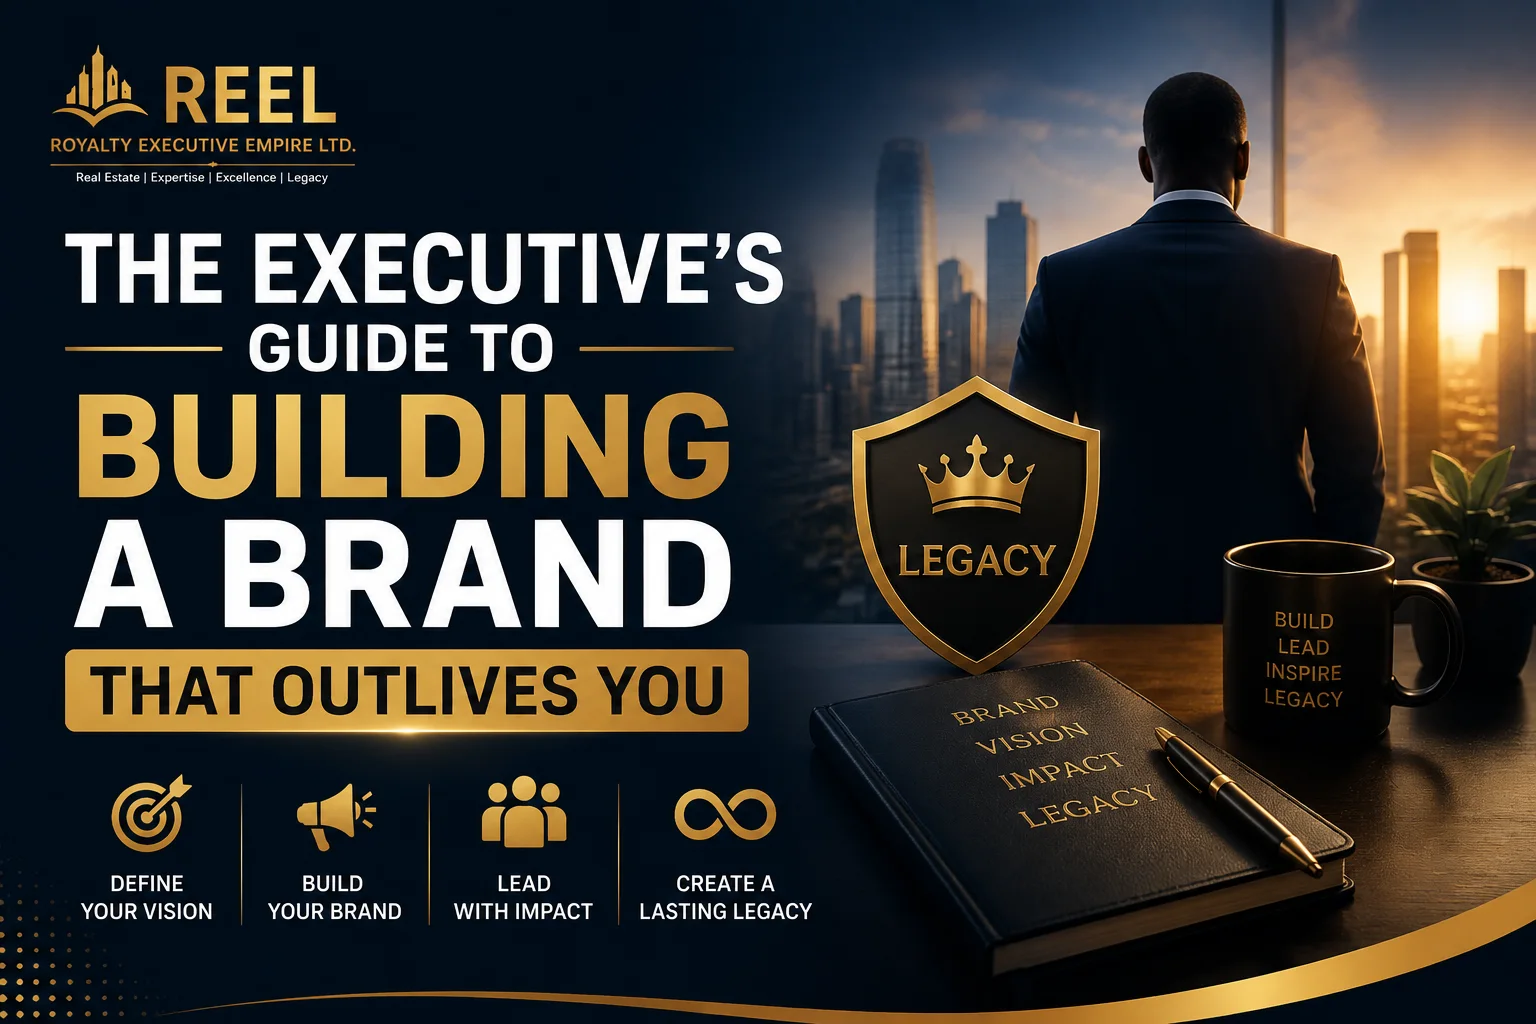 REEL
ROYALTY EXECUTIVE EMPIRE LTD.
Real Estate | Expertise | Excellence | Legacy
THE EXECUTIVE'S
GUIDE TO
BUILDING
A BRAND
THAT OUTLIVES YOU
DEFINE
YOUR VISION
BUILD
YOUR BRAND
LEAD
WITH IMPACT
CREATE A
LASTING LEGACY
LEGACY
BRAND
VISION
IMPACT
LEGACY
BUILD
LEAD
INSPIRE
LEGACY